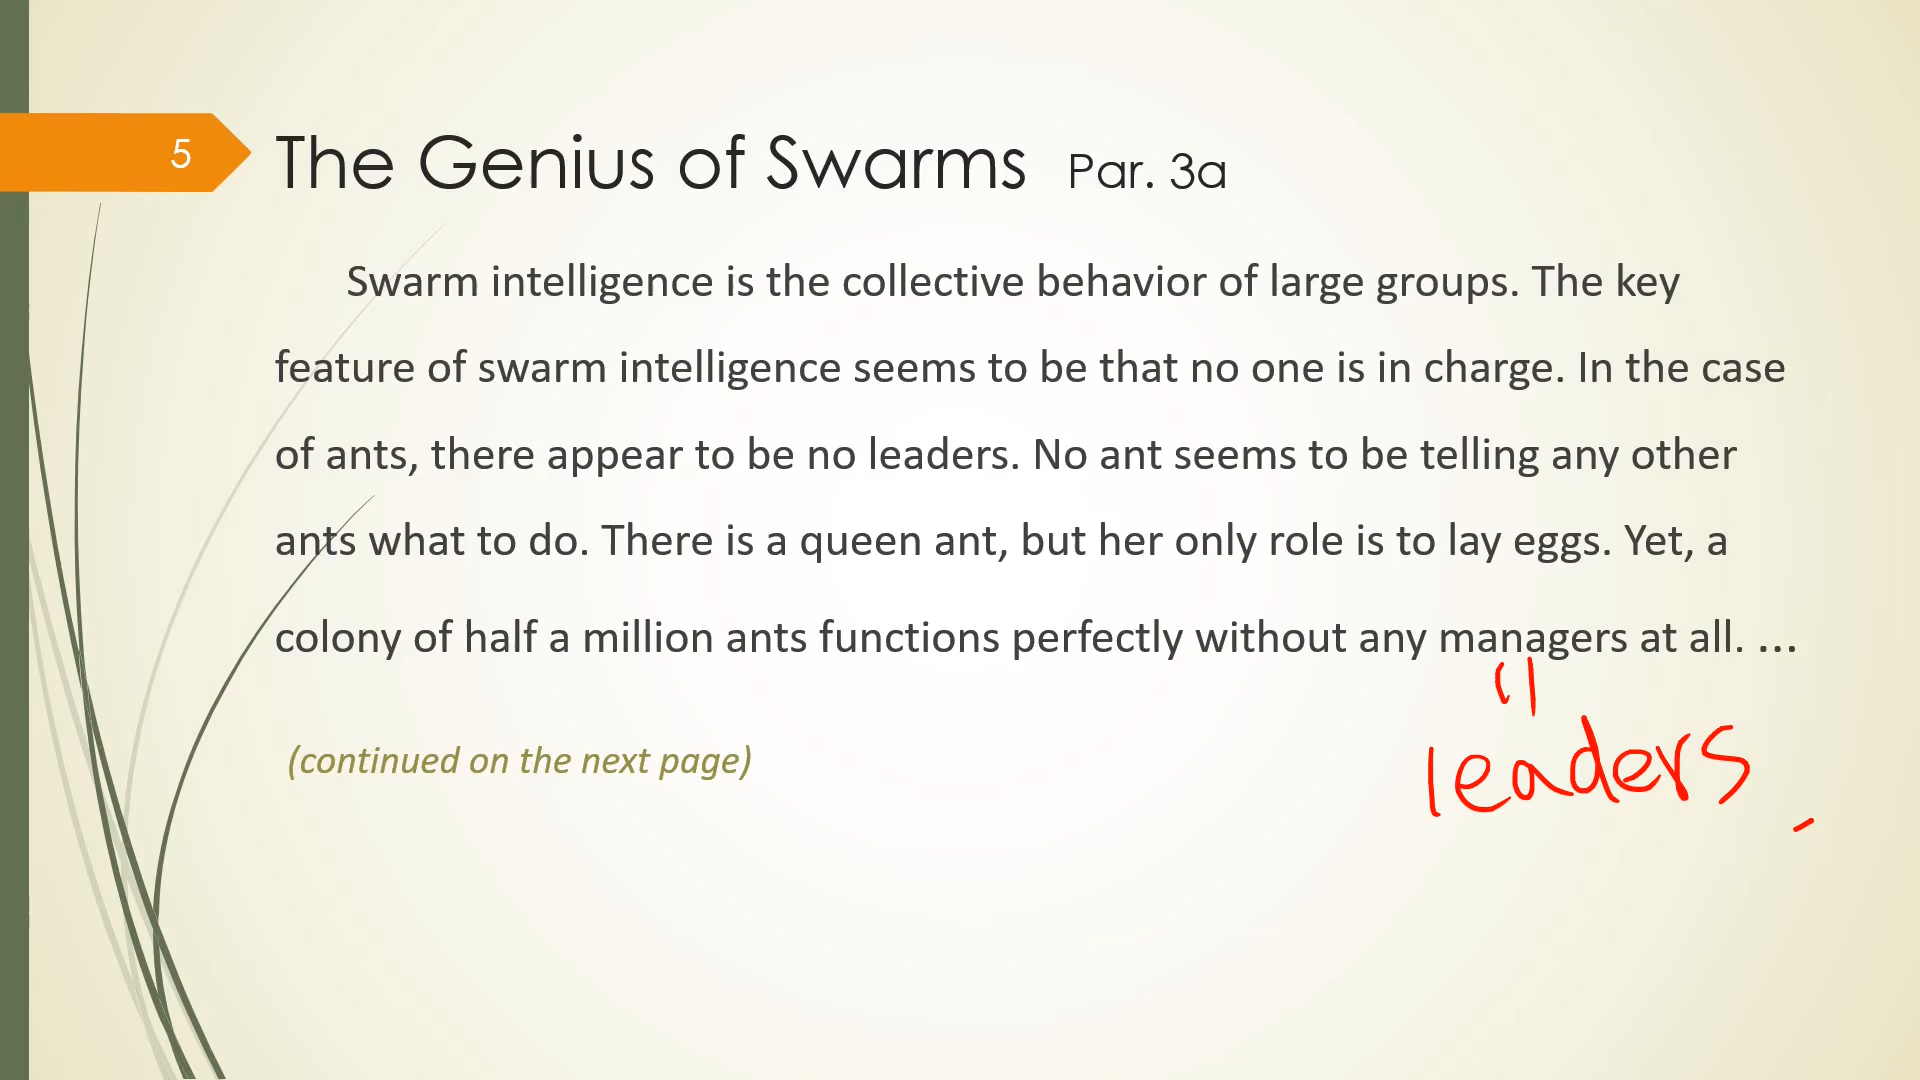 5
The Genius of Swarms Par. 3a
Swarm intelligence is the collective behavior of large groups. The key
feature of swarm intelligence seems to be that no one is in charge. In the case
of ants, there appear to be no leaders. No ant seems to be telling any other
ants what to do. There is a queen ant, but her only role is to lay eggs. Yet, a
colony of half a million ants functions perfectly without any managers at all. ...
leaders
(continued on the next page)